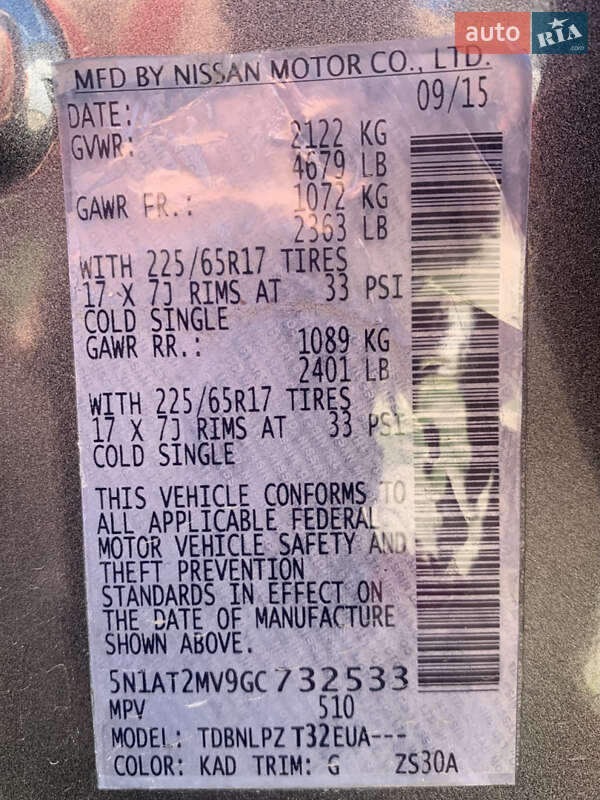 auto RIA .com
MFD BY NISSAN MOTOR CO., LTD.
DATE: 09/15
GVWR: 2122 KG
4679 LB
GAWR FR.: 1072 KG
2363 LB
WITH 225/65R17 TIRES
17 X 7J RIMS AT 33 PSI
COLD SINGLE
GAWR RR.: 1089 KG
2401 LB
WITH 225/65R17 TIRES
17 X 7J RIMS AT 33 PSI
COLD SINGLE
THIS VEHICLE CONFORMS TO
ALL APPLICABLE FEDERAL
MOTOR VEHICLE SAFETY AND
THEFT PREVENTION
STANDARDS IN EFFECT ON
THE DATE OF MANUFACTURE
SHOWN ABOVE.
5N1AT2MV9GC732533
MPV 510
MODEL: TDBNLPZ T32EUA---
COLOR: KAD TRIM: G ZS30A